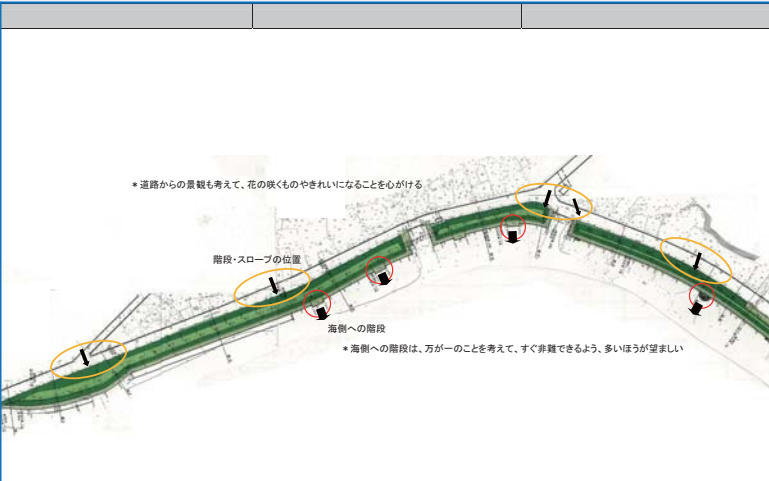 ＊道路からの景観も考えて、花の咲くものやきれいになることを心がける
階段・スロープの位置
海側への階段
＊海側への階段は、万が一のことを考えて、すぐ非難できるよう、多いほうが望ましい